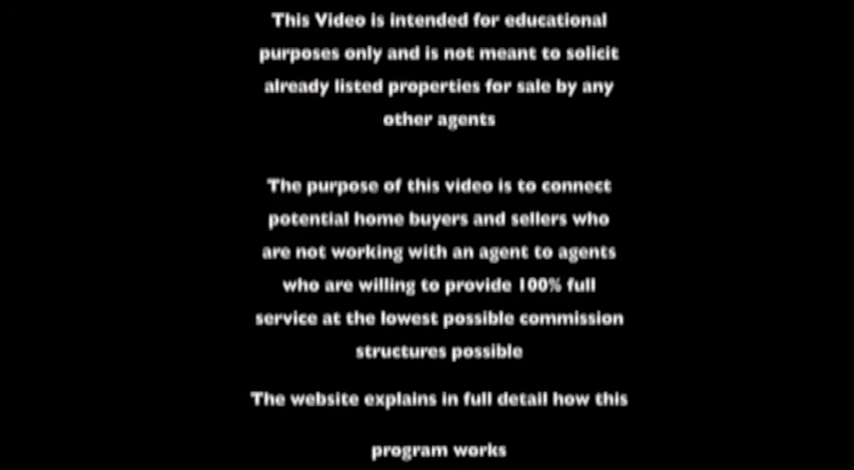 This Video is intended for educational
purposes only and is not meant to solicit
already listed properties for sale by any
other agents
The purpose of this video is to connect
potential home buyers and sellers who
are not working with an agent to agents
who are willing to provide 100% full
service at the lowest possible commission
structures possible
The website explains in full detail how this
program works